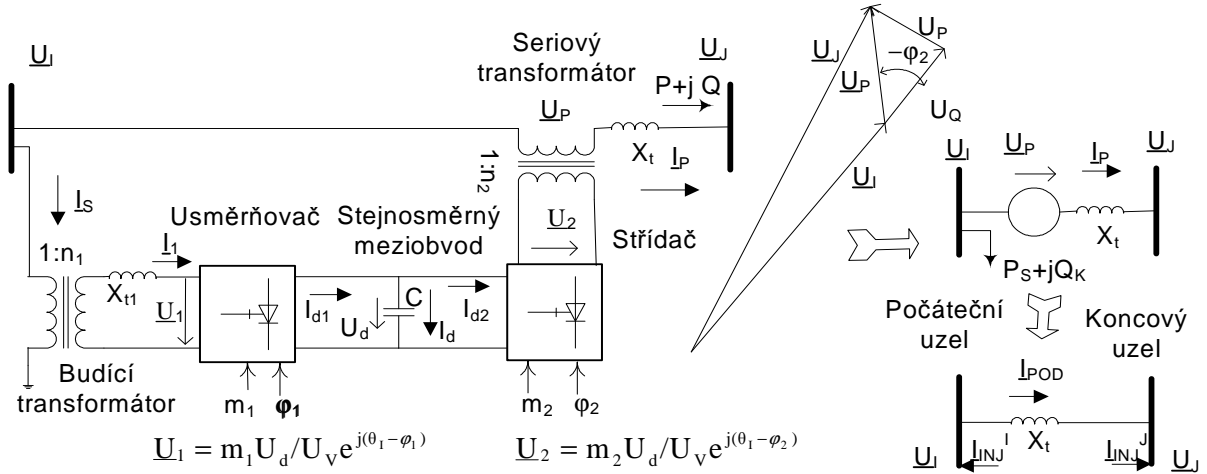 U_I
Seriový
transformátor
U_P
1:n₂
X_t
U_J
P+j Q
I_P
I_S
1:n₁
Usměrňovač
I_1
X_t1
U_1
Stejnosměrný
meziobvod
I_d1
U_d
C
I_d
I_d2
U_2
Střídač
Budící
transformátor
m₁
φ₁
m₂
φ₂
U_1 = m₁U_d/U_V e^{j(θ_I−φ₁)}
U_2 = m₂U_d/U_V e^{j(θ_I−φ₂)}
U_P
U_J
−φ₂
U_P
U_Q
U_I
U_I
U_P
I_P
U_J
X_t
P_S+jQ_K
Počáteční
uzel
Koncový
uzel
I_POD
X_t
U_I
I_INJ^I
I_INJ^J
U_J